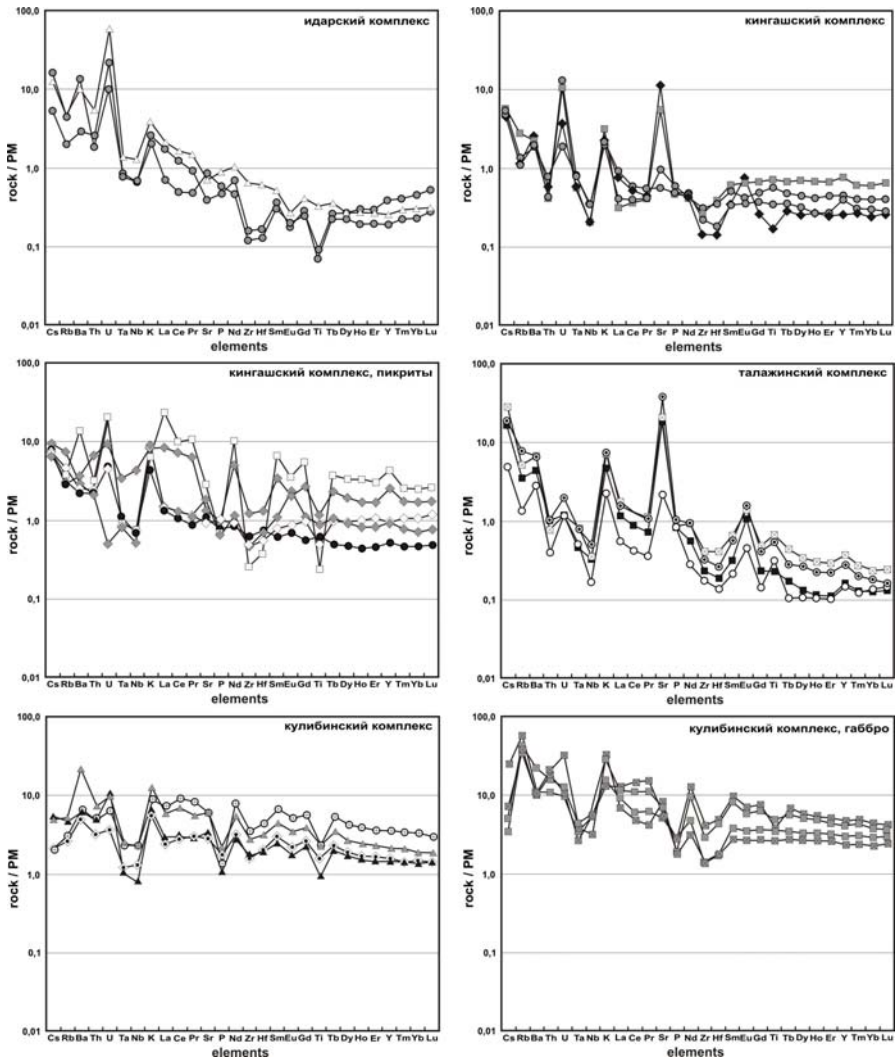 идарский комплекс
100,0
10,0
1,0
0,1
0,01
rock / PM
Cs Rb Ba Th U Ta Nb K La Ce Pr Sr P Nd Zr Hf Sm Eu Gd Ti Tb Dy Ho Er Y Tm Yb Lu
elements
кингашский комплекс
100,0
10,0
1,0
0,1
0,01
rock / PM
Cs Rb Ba Th U Ta Nb K La Ce Pr Sr P Nd Zr Hf Sm Eu Gd Ti Tb Dy Ho Er Y Tm Yb Lu
elements
кингашский комплекс, пикриты
100,0
10,0
1,0
0,1
0,01
rock / PM
Cs Rb Ba Th U Ta Nb K La Ce Pr Sr P Nd Zr Hf Sm Eu Gd Ti Tb Dy Ho Er Y Tm Yb Lu
elements
талажинский комплекс
100,0
10,0
1,0
0,1
0,01
rock / PM
Cs Rb Ba Th U Ta Nb K La Ce Pr Sr P Nd Zr Hf Sm Eu Gd Ti Tb Dy Ho Er Y Tm Yb Lu
elements
кулибинский комплекс
100,0
10,0
1,0
0,1
0,01
rock / PM
Cs Rb Ba Th U Ta Nb K La Ce Pr Sr P Nd Zr Hf Sm Eu Gd Ti Tb Dy Ho Er Y Tm Yb Lu
elements
кулибинский комплекс, габбро
100,0
10,0
1,0
0,1
0,01
rock / PM
Cs Rb Ba Th U Ta Nb K La Ce Pr Sr P Nd Zr Hf Sm Eu Gd Ti Tb Dy Ho Er Y Tm Yb Lu
elements